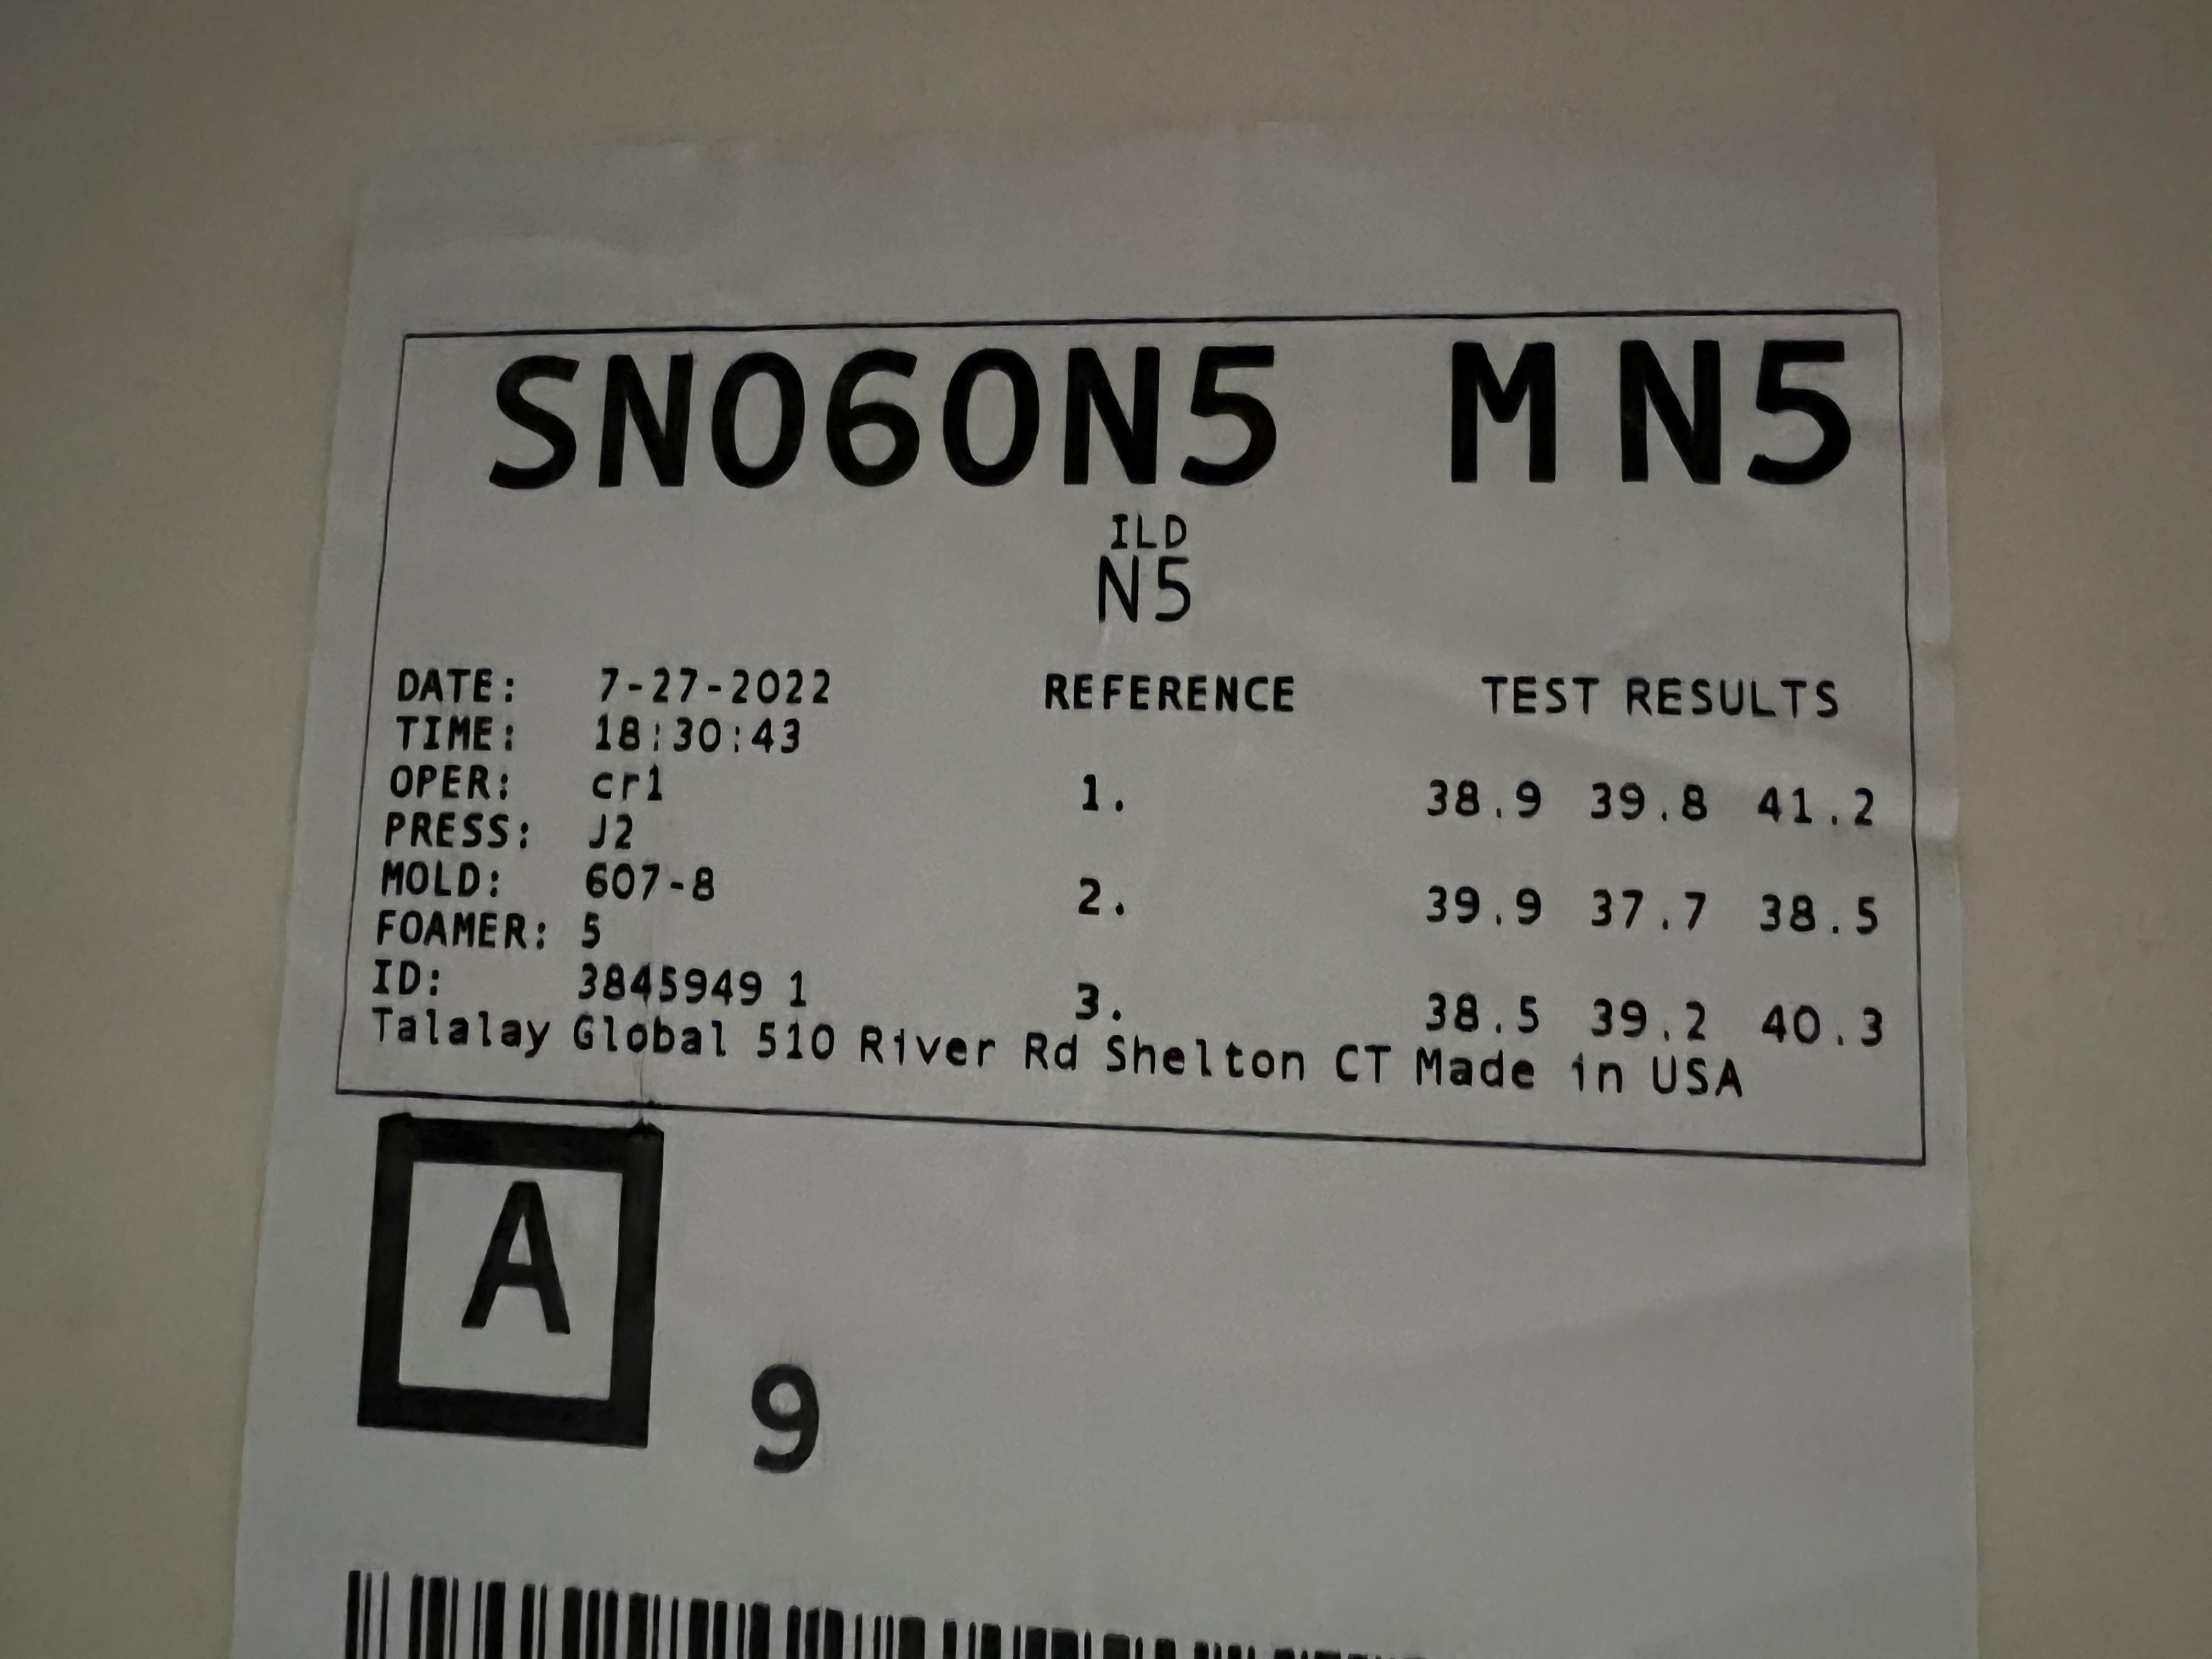 SN060N5 M N5
ILD
N5
DATE: 7-27-2022 REFERENCE TEST RESULTS
TIME: 18:30:43
OPER: cr1 1. 38.9 39.8 41.2
PRESS: J2
MOLD: 607-8 2. 39.9 37.7 38.5
FOAMER: 5
ID: 3845949 1 3. 38.5 39.2 40.3
Talalay Global 510 River Rd Shelton CT Made in USA
A
9